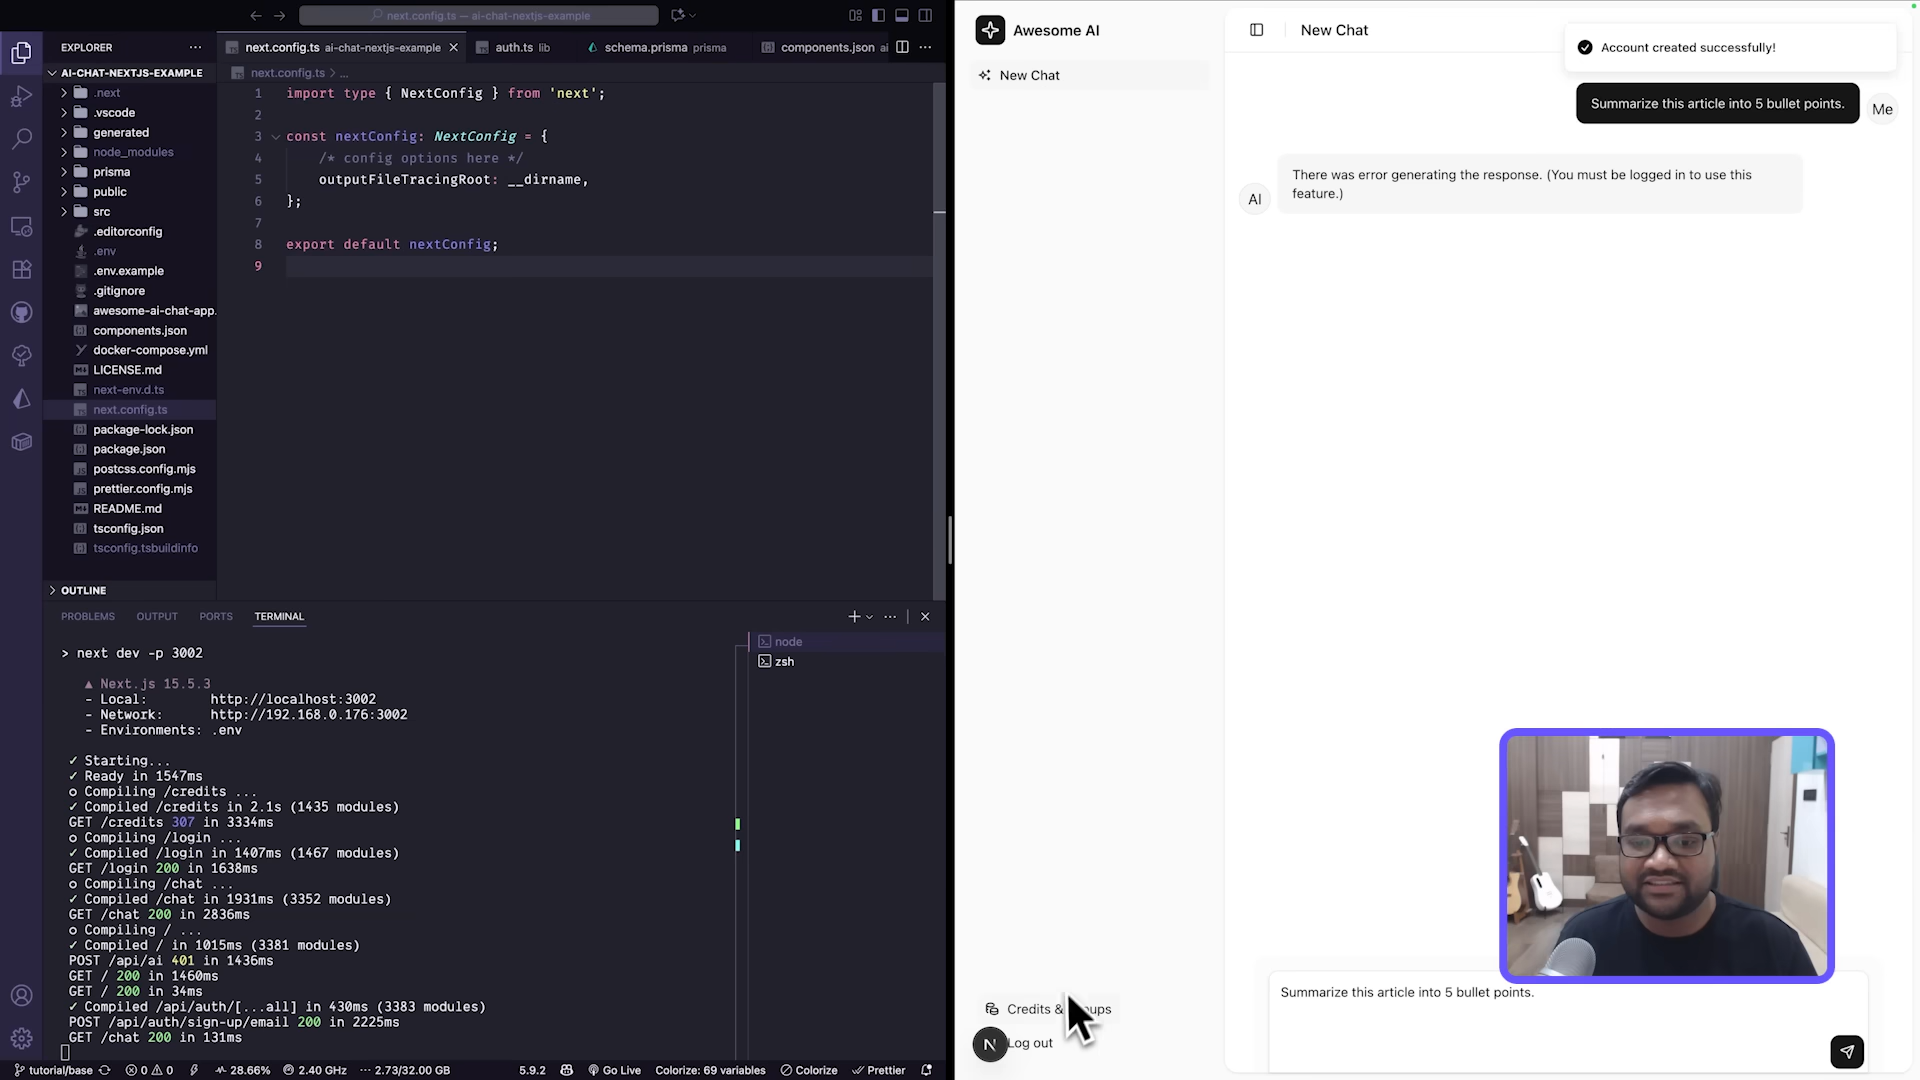 next.config.ts — ai-chat-nextjs-example
EXPLORER
AI-CHAT-NEXTJS-EXAMPLE
.next
.vscode
generated
node_modules
prisma
public
src
.editorconfig
.env
.env.example
.gitignore
awesome-ai-chat-app.
components.json
docker-compose.yml
LICENSE.md
next-env.d.ts
next.config.ts
package-lock.json
package.json
postcss.config.mjs
prettier.config.mjs
README.md
tsconfig.json
tsconfig.tsbuildinfo
OUTLINE
next.config.ts ai-chat-nextjs-example
auth.ts lib
schema.prisma prisma
components.json ai
next.config.ts > ...
1 import type { NextConfig } from 'next';
2
3 const nextConfig: NextConfig = {
4 /* config options here */
5 outputFileTracingRoot: __dirname,
6 };
7
8 export default nextConfig;
9
PROBLEMS OUTPUT PORTS TERMINAL
> next dev -p 3002
▲ Next.js 15.5.3
- Local: http://localhost:3002
- Network: http://192.168.0.176:3002
- Environments: .env
✓ Starting...
✓ Ready in 1547ms
○ Compiling /credits ...
✓ Compiled /credits in 2.1s (1435 modules)
GET /credits 307 in 3334ms
○ Compiling /login ...
✓ Compiled /login in 1407ms (1467 modules)
GET /login 200 in 1638ms
○ Compiling /chat ...
✓ Compiled /chat in 1931ms (3352 modules)
GET /chat 200 in 2836ms
○ Compiling / ...
✓ Compiled / in 1015ms (3381 modules)
POST /api/ai 401 in 1436ms
GET / 200 in 1460ms
GET / 200 in 34ms
✓ Compiled /api/auth/[...all] in 430ms (3383 modules)
POST /api/auth/sign-up/email 200 in 2225ms
GET /chat 200 in 131ms
node
zsh
tutorial/base 0 0 28.66% 2.40 GHz 2.73/32.00 GB 5.9.2 Go Live Colorize: 69 variables Colorize Prettier
Awesome AI
New Chat
Credits &
Log out
N
New Chat
Account created successfully!
Summarize this article into 5 bullet points.
Me
There was error generating the response. (You must be logged in to use this
feature.)
AI
Summarize this article into 5 bullet points.